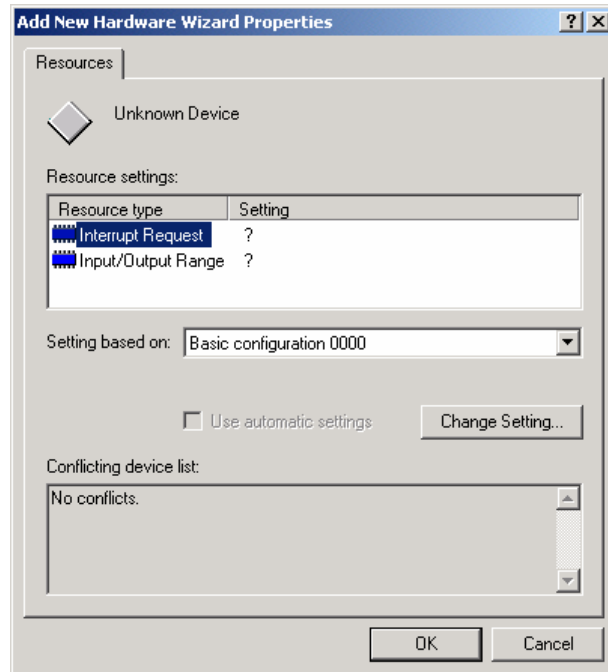 Add New Hardware Wizard Properties
Resources
Unknown Device
Resource settings:
Resource type Setting
Interrupt Request ?
Input/Output Range ?
Setting based on: Basic configuration 0000
Use automatic settings Change Setting...
Conflicting device list:
No conflicts.
OK Cancel